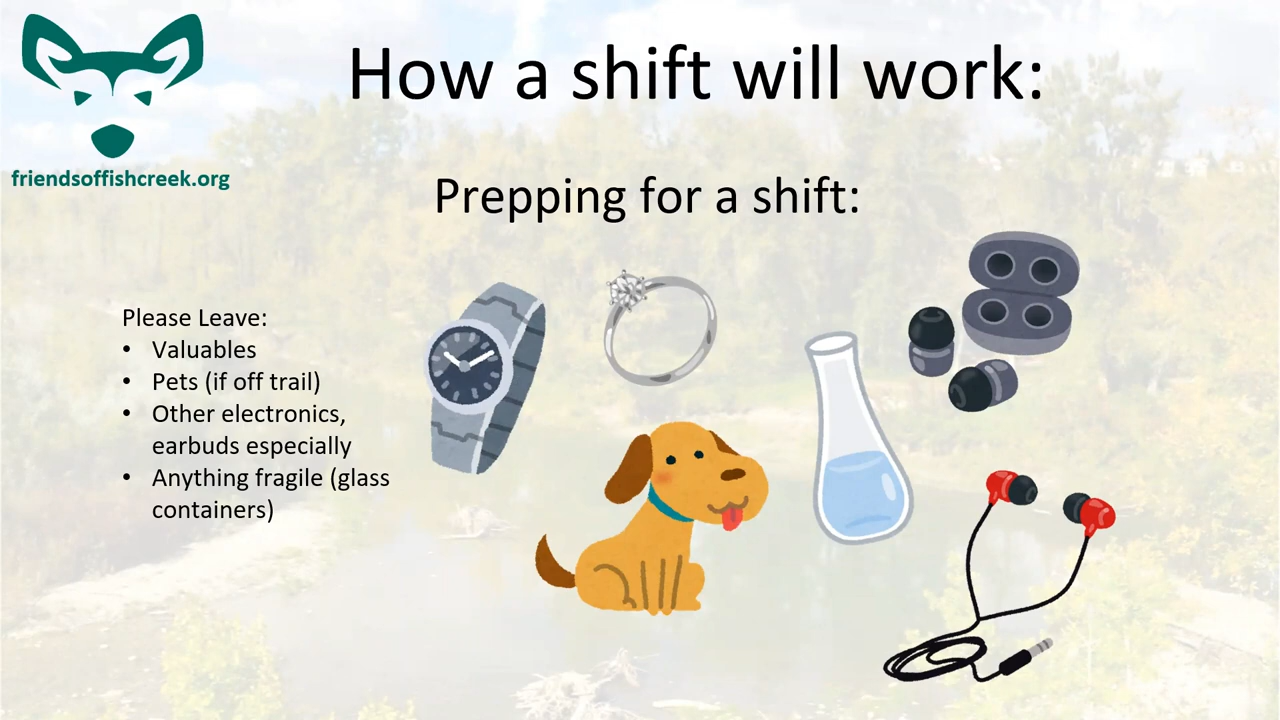 How a shift will work:
friendsoffishcreek.org
Prepping for a shift:
Please Leave:
• Valuables
• Pets (if off trail)
• Other electronics,
earbuds especially
• Anything fragile (glass
containers)